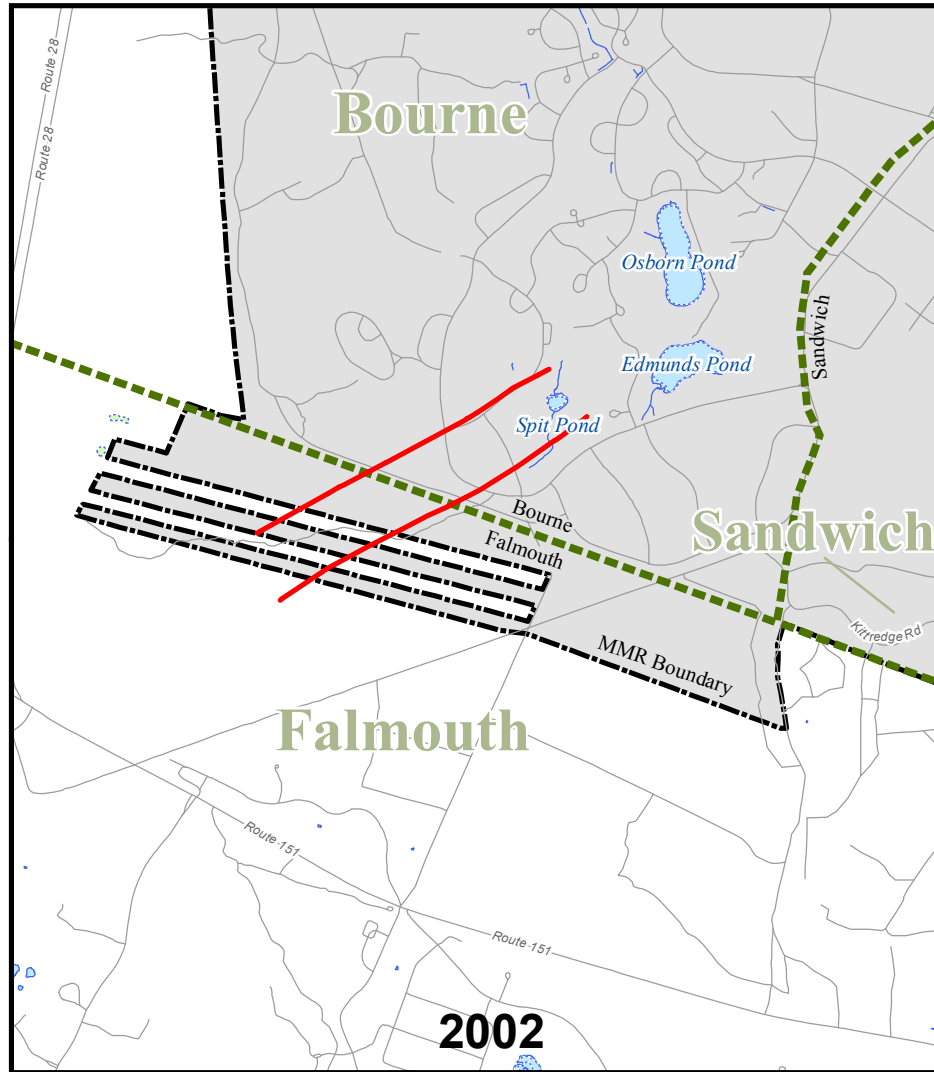 Route 28
Route 28
Bourne
Osborn Pond
Sandwich
Edmunds Pond
Spit Pond
Bourne
Falmouth
Sandwich
Kittredge Rd
MMR Boundary
Falmouth
Route 151
Route 151
2002